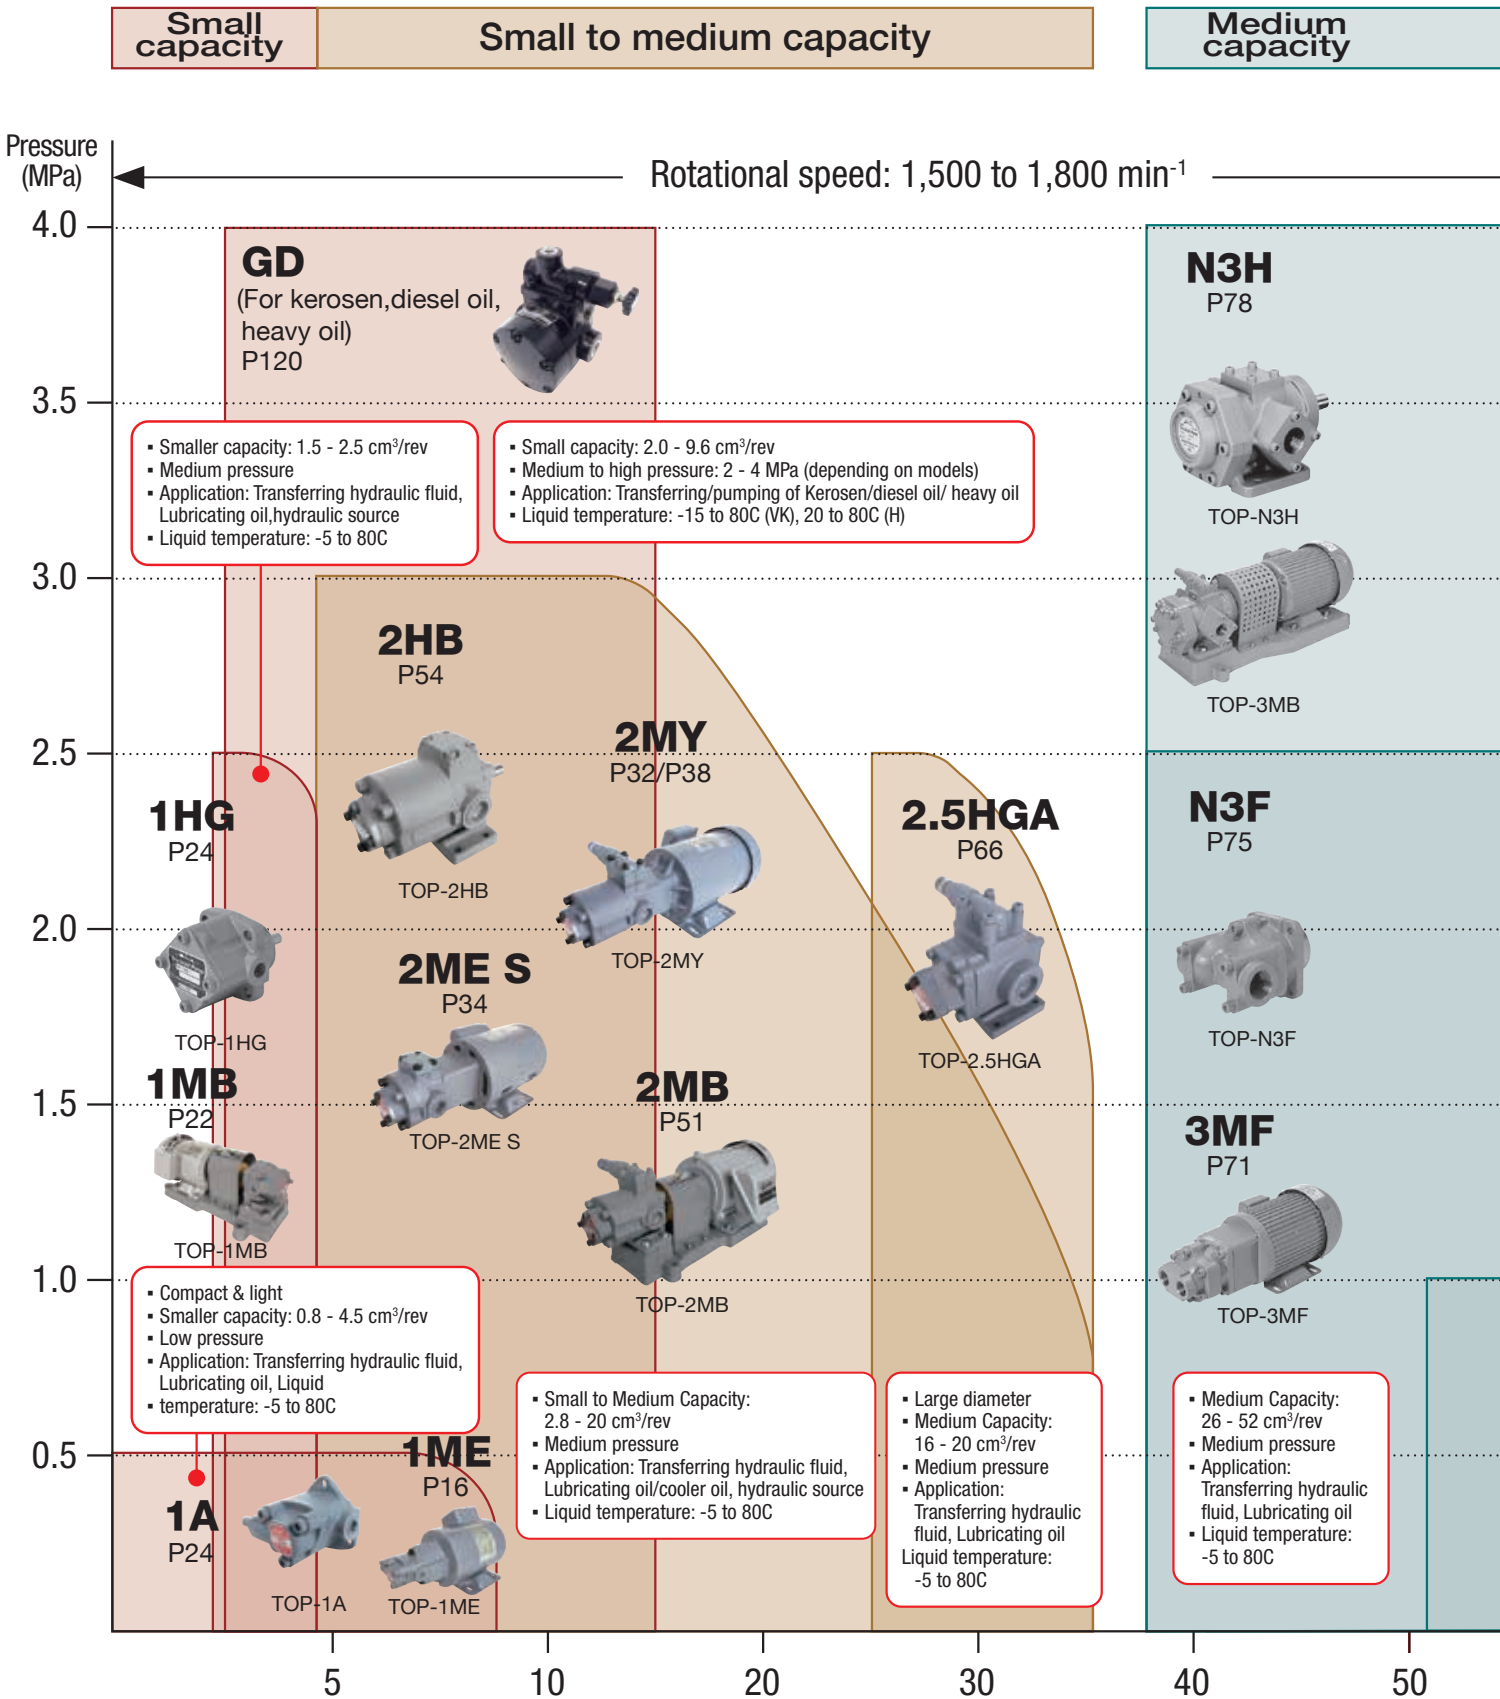 Small
capacity
Small to medium capacity
Medium
capacity
Pressure
(MPa)
Rotational speed: 1,500 to 1,800 min-1
4.0
3.5
3.0
2.5
2.0
1.5
1.0
0.5
GD
(For kerosen,diesel oil,
heavy oil)
P120
N3H
P78
TOP-N3H
TOP-3MB
▪ Smaller capacity: 1.5 - 2.5 cm³/rev
▪ Medium pressure
▪ Application: Transferring hydraulic fluid,
Lubricating oil,hydraulic source
▪ Liquid temperature: -5 to 80C
▪ Small capacity: 2.0 - 9.6 cm³/rev
▪ Medium to high pressure: 2 - 4 MPa (depending on models)
▪ Application: Transferring/pumping of Kerosen/diesel oil/ heavy oil
▪ Liquid temperature: -15 to 80C (VK), 20 to 80C (H)
2HB
P54
TOP-2HB
2MY
P32/P38
TOP-2MY
1HG
P24
TOP-1HG
2.5HGA
P66
TOP-2.5HGA
N3F
P75
TOP-N3F
2ME S
P34
TOP-2ME S
1MB
P22
TOP-1MB
2MB
P51
TOP-2MB
3MF
P71
TOP-3MF
▪ Compact & light
▪ Smaller capacity: 0.8 - 4.5 cm³/rev
▪ Low pressure
▪ Application: Transferring hydraulic fluid,
Lubricating oil, Liquid
▪ temperature: -5 to 80C
1A
P24
TOP-1A
1ME
P16
TOP-1ME
▪ Small to Medium Capacity:
2.8 - 20 cm³/rev
▪ Medium pressure
▪ Application: Transferring hydraulic fluid,
Lubricating oil/cooler oil, hydraulic source
▪ Liquid temperature: -5 to 80C
▪ Large diameter
▪ Medium Capacity:
16 - 20 cm³/rev
▪ Medium pressure
▪ Application:
Transferring hydraulic
fluid, Lubricating oil
Liquid temperature:
-5 to 80C
▪ Medium Capacity:
26 - 52 cm³/rev
▪ Medium pressure
▪ Application:
Transferring hydraulic
fluid, Lubricating oil
▪ Liquid temperature:
-5 to 80C
5
10
20
30
40
50